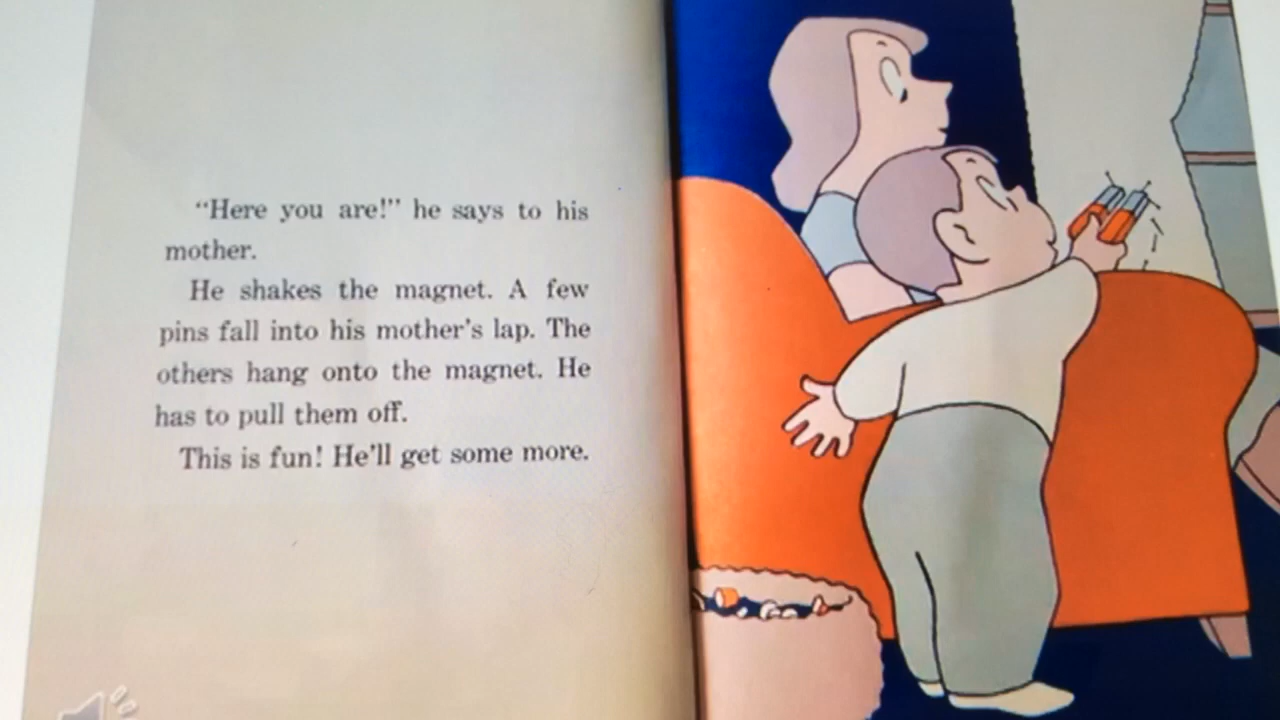 “Here you are!” he says to his
mother.
He shakes the magnet. A few
pins fall into his mother’s lap. The
others hang onto the magnet. He
has to pull them off.
This is fun! He’ll get some more.